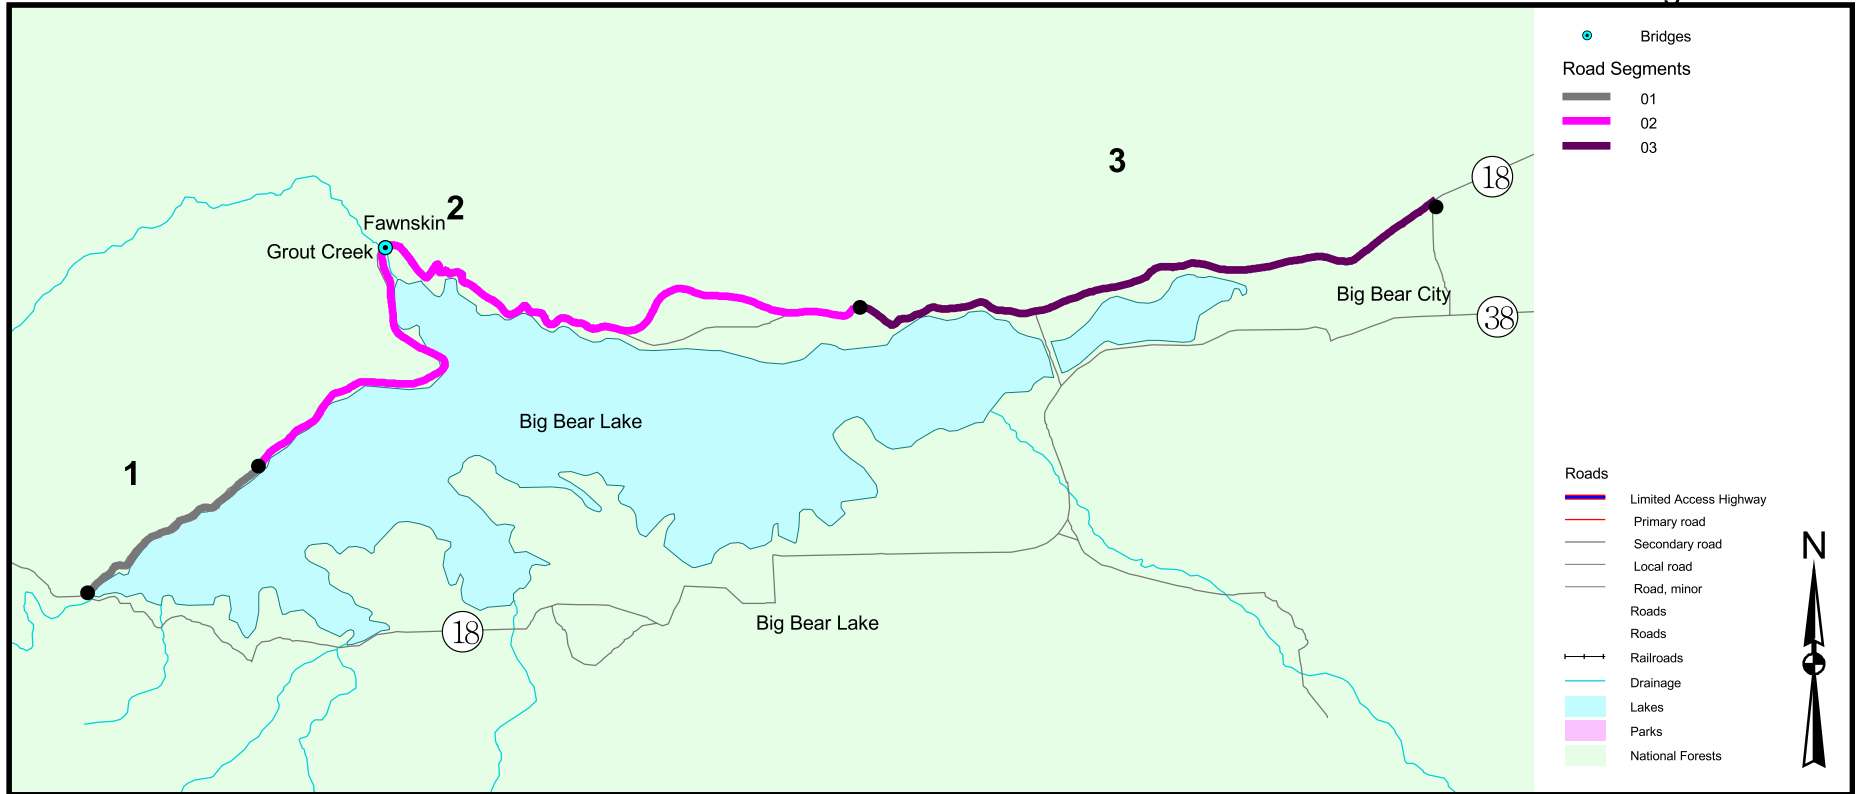 Bridges
Road Segments
01
02
03
3
18
2
Fawnskin
Grout Creek
Big Bear City
38
Big Bear Lake
1
18
Big Bear Lake
Roads
Limited Access Highway
Primary road
Secondary road
Local road
Road, minor
Roads
Roads
Railroads
Drainage
Lakes
Parks
National Forests
N